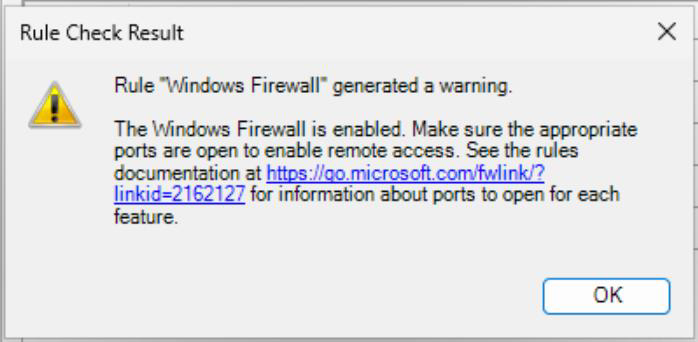 Rule Check Result
Rule "Windows Firewall" generated a warning.
The Windows Firewall is enabled. Make sure the appropriate
ports are open to enable remote access. See the rules
documentation at https://go.microsoft.com/fwlink/?
linkid=2162127 for information about ports to open for each
feature.
OK